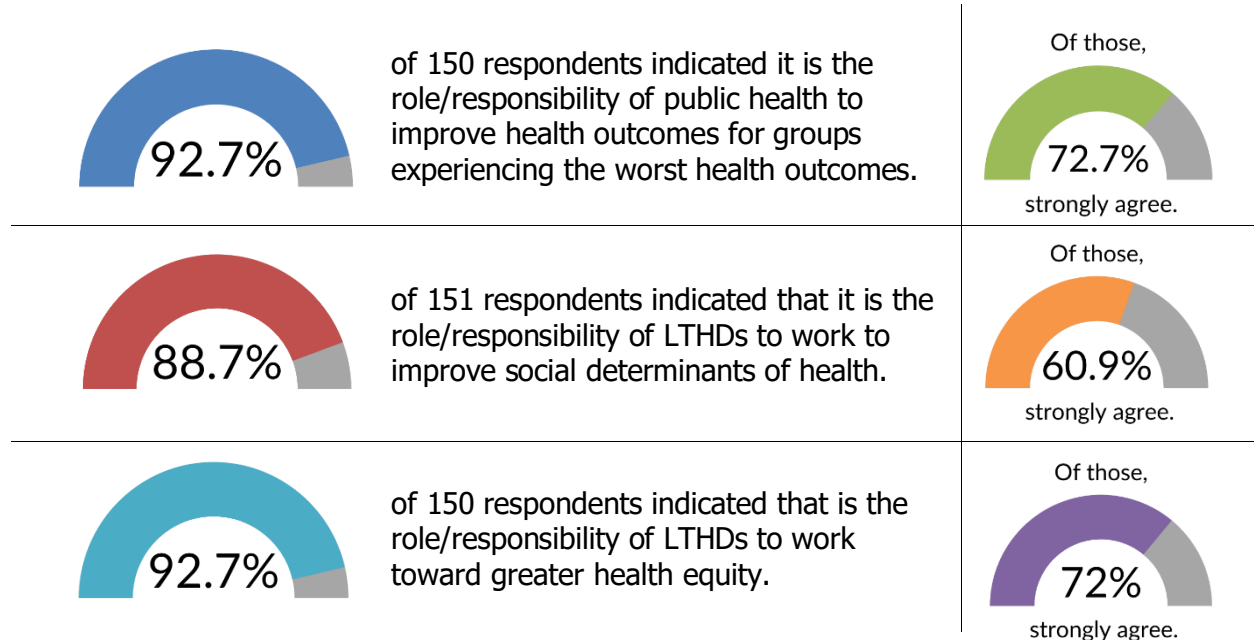 92.7%
of 150 respondents indicated it is the
role/responsibility of public health to
improve health outcomes for groups
experiencing the worst health outcomes.
Of those,
72.7%
strongly agree.
88.7%
of 151 respondents indicated that it is the
role/responsibility of LTHDs to work to
improve social determinants of health.
Of those,
60.9%
strongly agree.
92.7%
of 150 respondents indicated that is the
role/responsibility of LTHDs to work
toward greater health equity.
Of those,
72%
strongly agree.